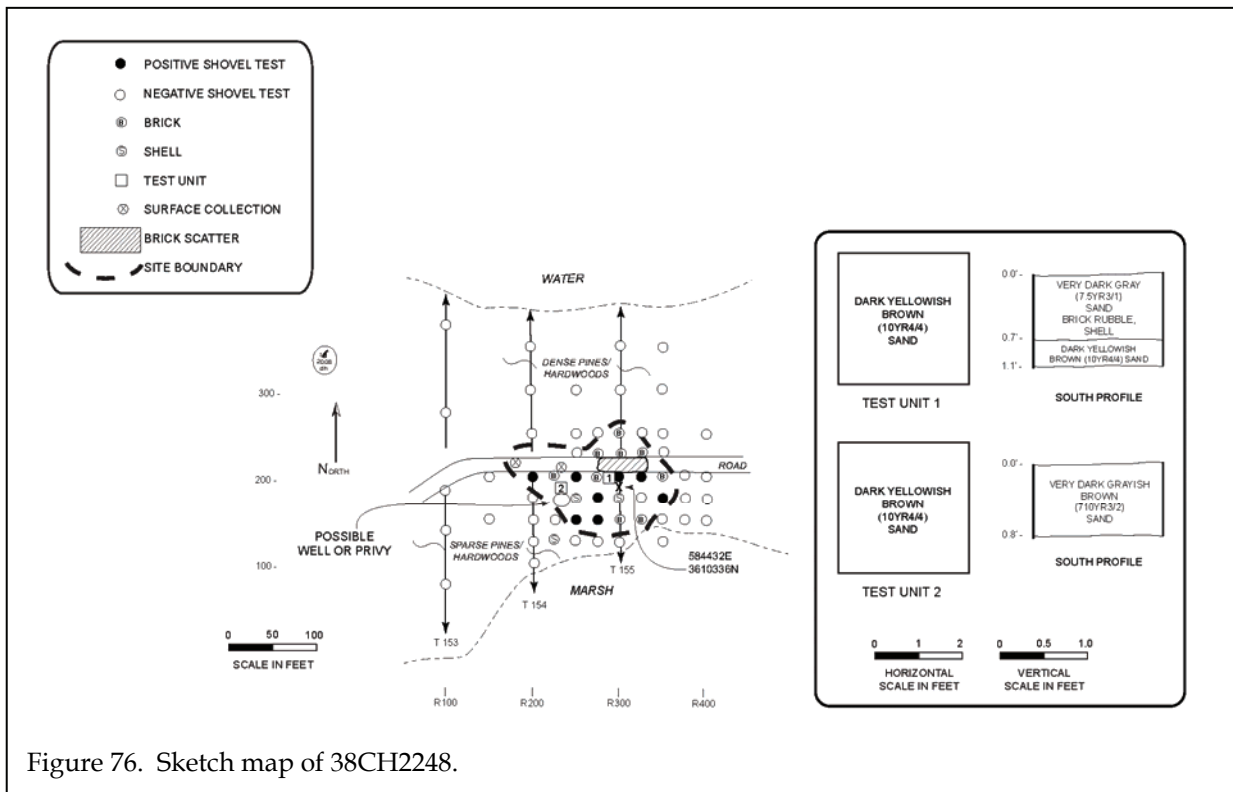 POSITIVE SHOVEL TEST
NEGATIVE SHOVEL TEST
B BRICK
S SHELL
TEST UNIT
SURFACE COLLECTION
BRICK SCATTER
SITE BOUNDARY
WATER
DENSE PINES/
HARDWOODS
300 -
NORTH
200 -
ROAD
1
2
POSSIBLE
WELL OR PRIVY
SPARSE PINES/
HARDWOODS
584432E
3610336N
100 -
MARSH
T 155
T 154
T 153
0 50 100
SCALE IN FEET
R100 R200 R300 R400
DARK YELLOWISH
BROWN
(10YR4/4)
SAND
TEST UNIT 1
0.0'-
VERY DARK GRAY
(7.5YR3/1)
SAND
BRICK RUBBLE,
SHELL
0.7'-
DARK YELLOWISH
BROWN (10YR4/4) SAND
1.1'-
SOUTH PROFILE
DARK YELLOWISH
BROWN
(10YR4/4)
SAND
TEST UNIT 2
0.0'-
VERY DARK GRAYISH
BROWN
(710YR3/2)
SAND
0.8'-
SOUTH PROFILE
0 1 2
HORIZONTAL
SCALE IN FEET
0 0.5 1.0
VERTICAL
SCALE IN FEET
Figure 76. Sketch map of 38CH2248.